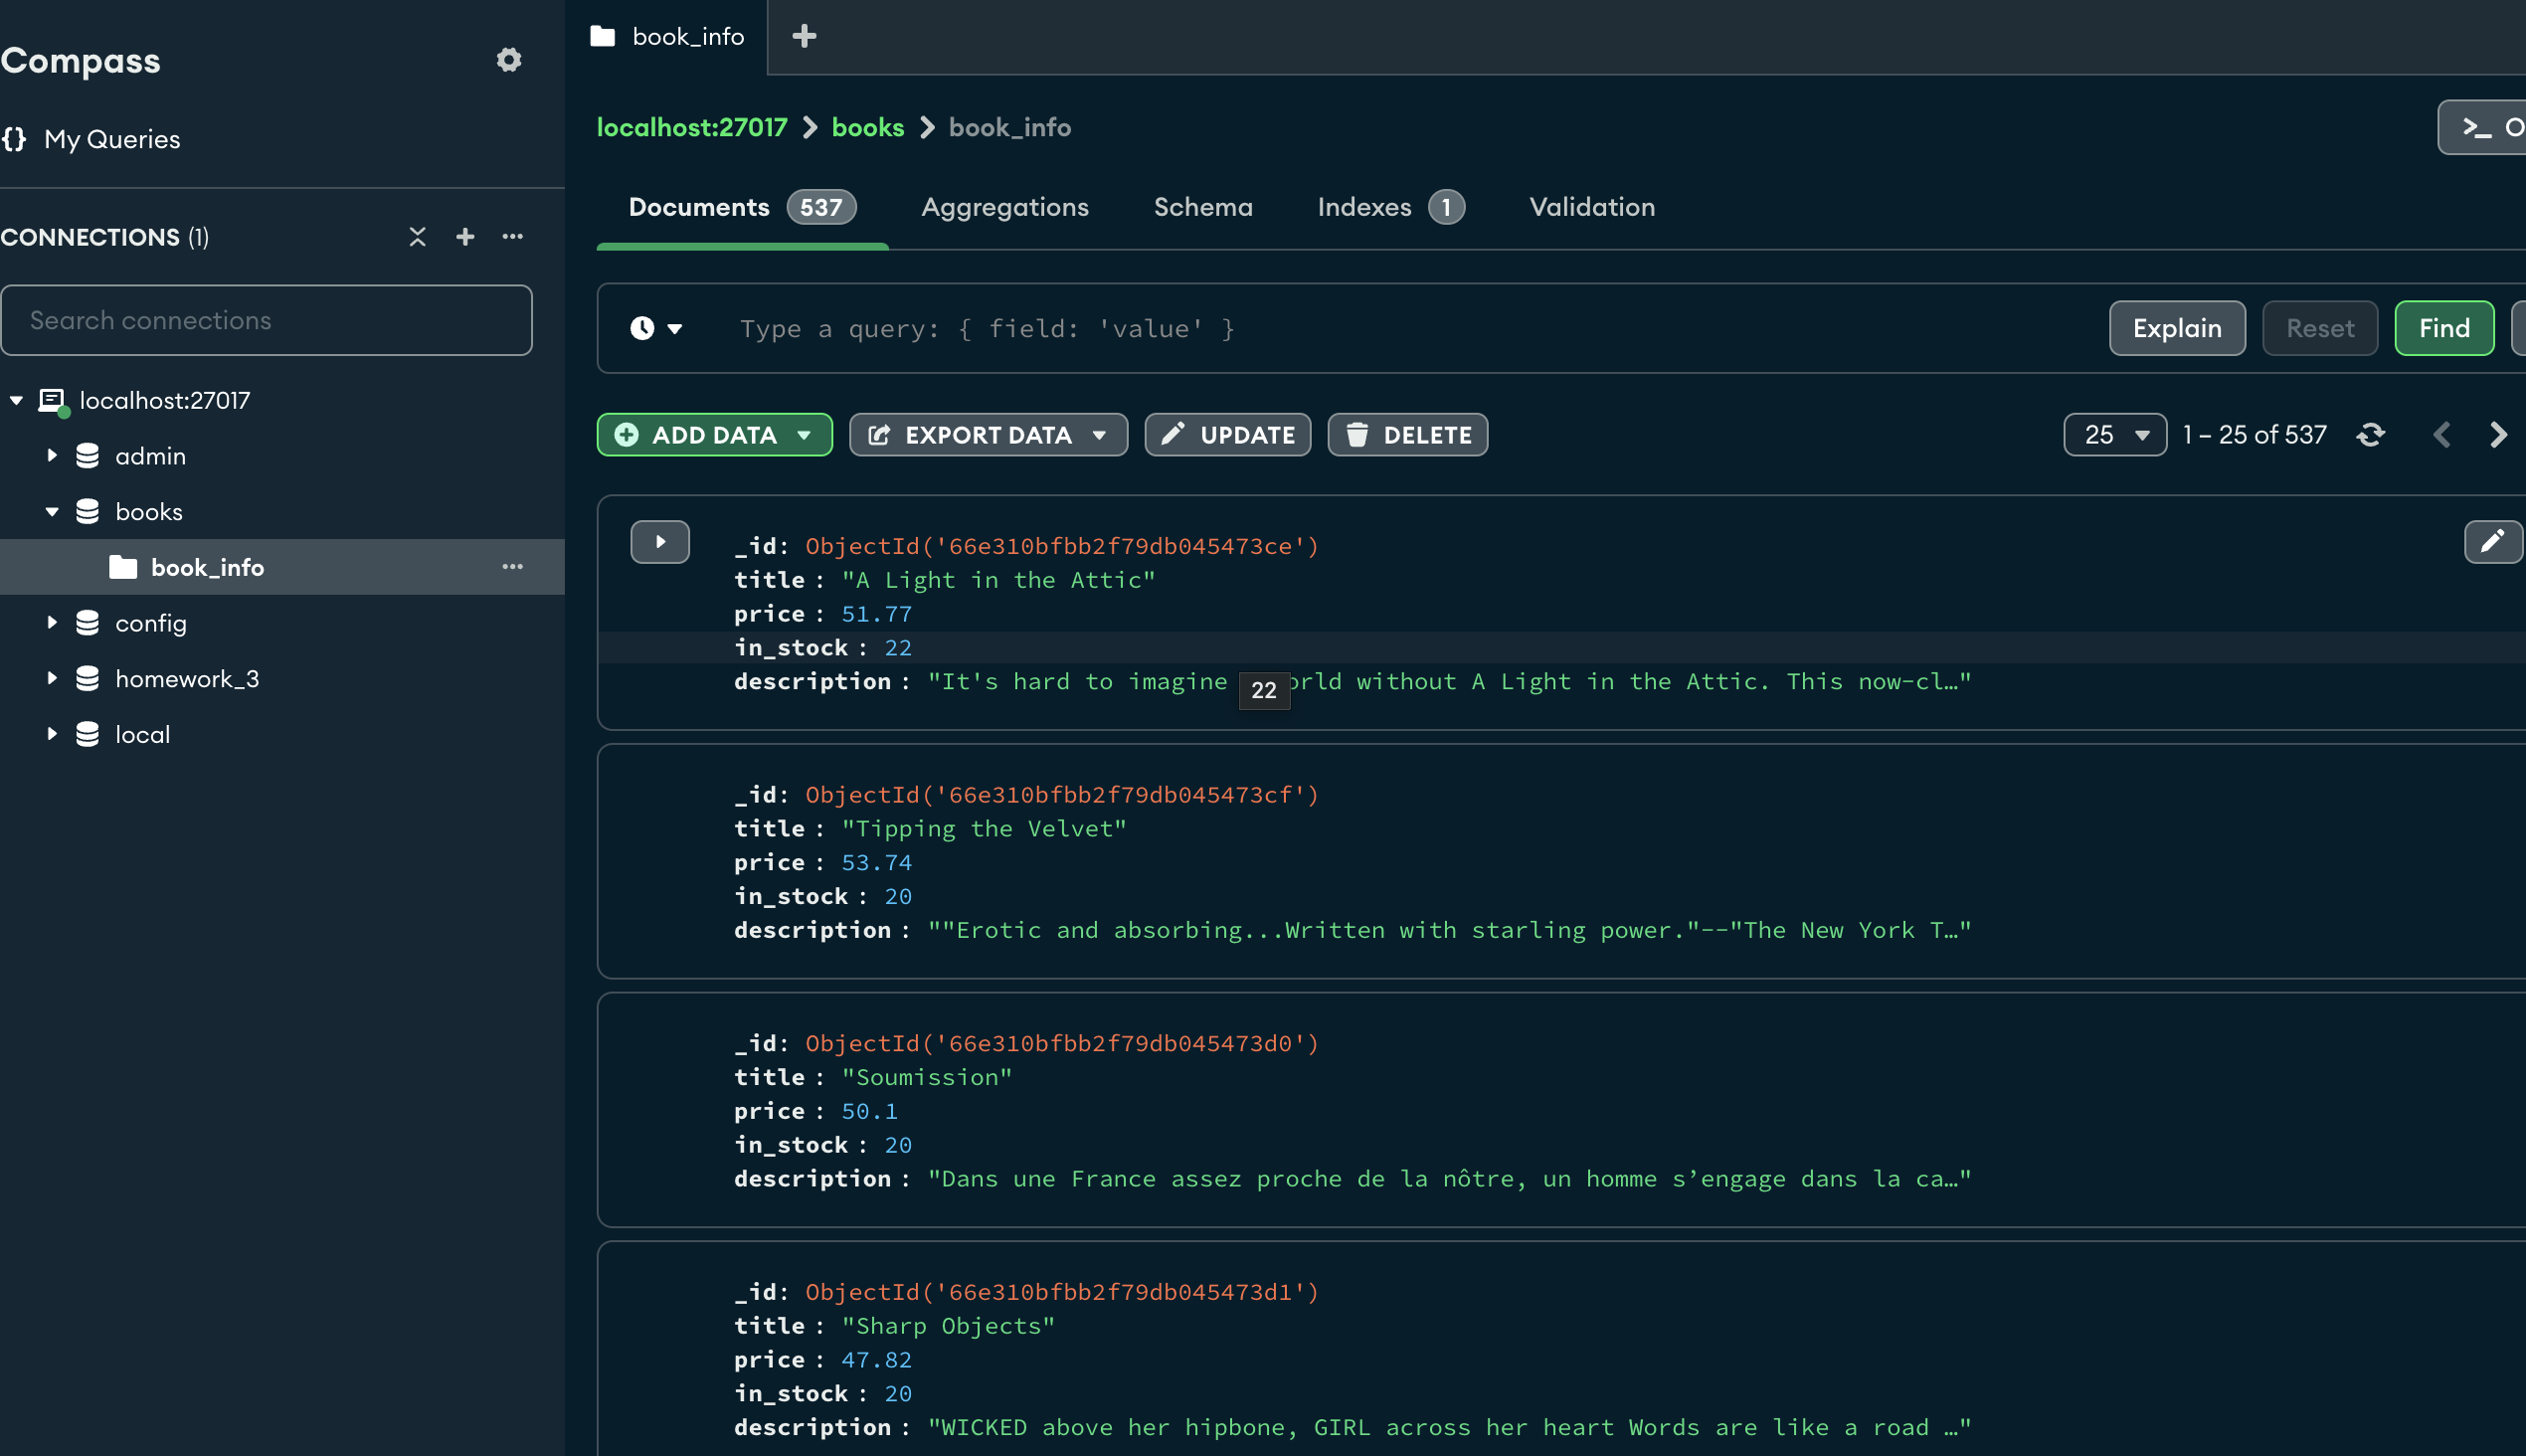 Compass
{} My Queries
CONNECTIONS (1)
Search connections
localhost:27017
admin
books
book_info
config
homework_3
local
book_info
localhost:27017 > books > book_info
>_ O
Documents 537 Aggregations Schema Indexes 1 Validation
Type a query: { field: 'value' } Explain Reset Find
ADD DATA EXPORT DATA UPDATE DELETE 25 1 – 25 of 537
_id: ObjectId('66e310bfbb2f79db045473ce')
title : "A Light in the Attic"
price : 51.77
in_stock : 22
description : "It's hard to imagine orld without A Light in the Attic. This now-cl…"
22
_id: ObjectId('66e310bfbb2f79db045473cf')
title : "Tipping the Velvet"
price : 53.74
in_stock : 20
description : ""Erotic and absorbing...Written with starling power."--"The New York T…"
_id: ObjectId('66e310bfbb2f79db045473d0')
title : "Soumission"
price : 50.1
in_stock : 20
description : "Dans une France assez proche de la nôtre, un homme s’engage dans la ca…"
_id: ObjectId('66e310bfbb2f79db045473d1')
title : "Sharp Objects"
price : 47.82
in_stock : 20
description : "WICKED above her hipbone, GIRL across her heart Words are like a road …"